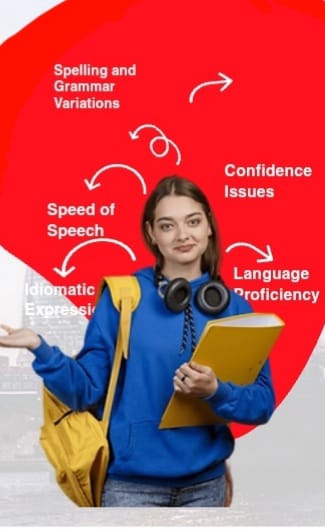 Spelling and
Grammar
Variations
Confidence
Issues
Speed of
Speech
Language
Proficiency
Idiomatic